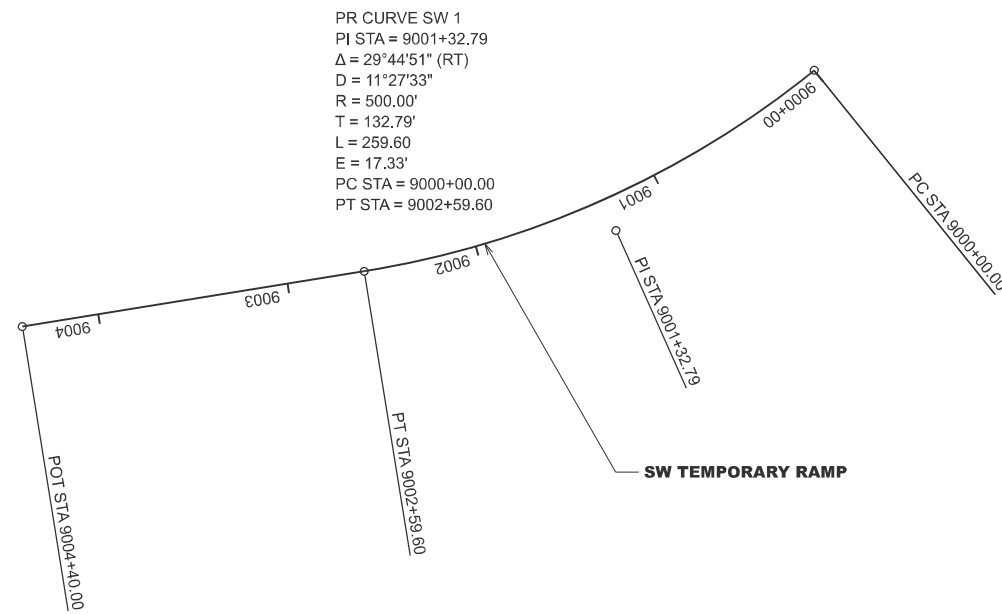 PR CURVE SW 1
PI STA = 9001+32.79
Δ = 29°44'51" (RT)
D = 11°27'33"
R = 500.00'
T = 132.79'
L = 259.60
E = 17.33'
PC STA = 9000+00.00
PT STA = 9002+59.60
9000+00
PC STA 9000+00.00
9001
PI STA 9001+32.79
9002
9003
9004
PT STA 9002+59.60
POT STA 9004+40.00
SW TEMPORARY RAMP